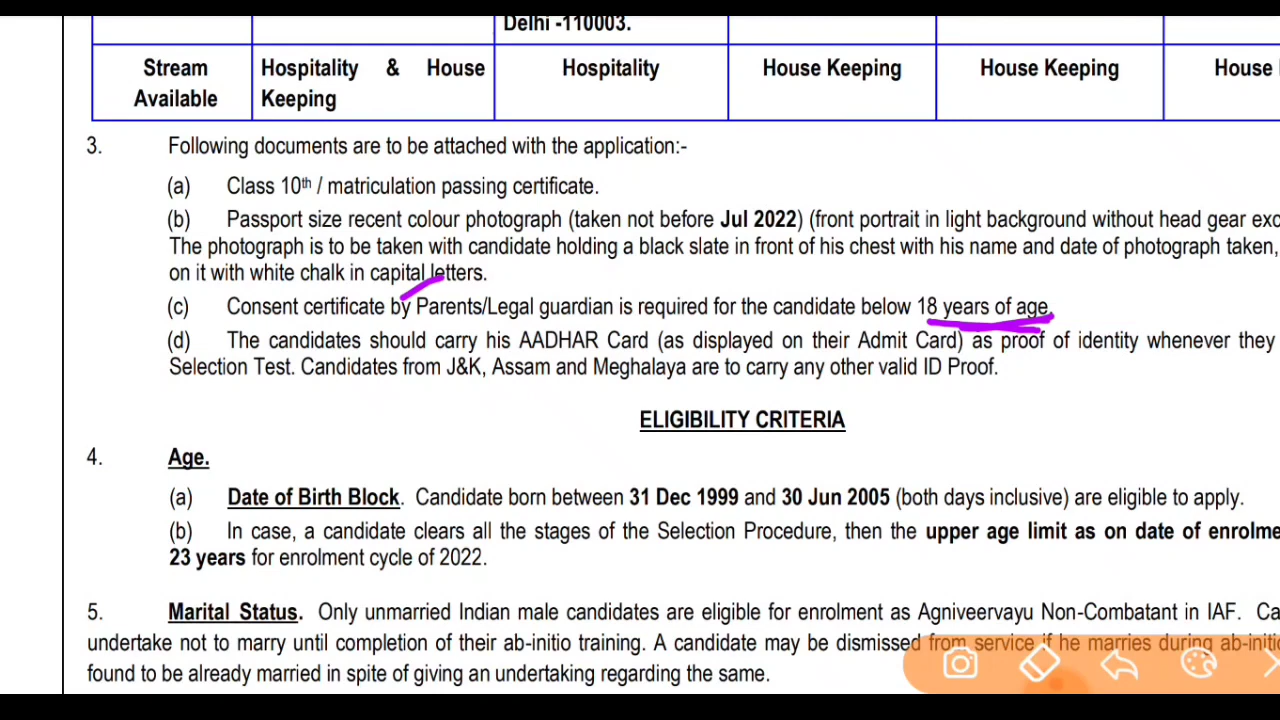 Delhi -110003.
Stream Available Hospitality & House Keeping Hospitality House Keeping House Keeping House
3. Following documents are to be attached with the application:-
(a) Class 10th / matriculation passing certificate.
(b) Passport size recent colour photograph (taken not before Jul 2022) (front portrait in light background without head gear
The photograph is to be taken with candidate holding a black slate in front of his chest with his name and date of photograph taken,
on it with white chalk in capital letters.
(c) Consent certificate by Parents/Legal guardian is required for the candidate below 18 years of age.
(d) The candidates should carry his AADHAR Card (as displayed on their Admit Card) as proof of identity whenever they
Selection Test. Candidates from J&K, Assam and Meghalaya are to carry any other valid ID Proof.
ELIGIBILITY CRITERIA
4. Age.
(a) Date of Birth Block. Candidate born between 31 Dec 1999 and 30 Jun 2005 (both days inclusive) are eligible to apply.
(b) In case, a candidate clears all the stages of the Selection Procedure, then the upper age limit as on date of
23 years for enrolment cycle of 2022.
5. Marital Status. Only unmarried Indian male candidates are eligible for enrolment as Agniveervayu Non-Combatant in IAF.
undertake not to marry until completion of their ab-initio training. A candidate may be dismissed from service if he marries during
found to be already married in spite of giving an undertaking regarding the same.